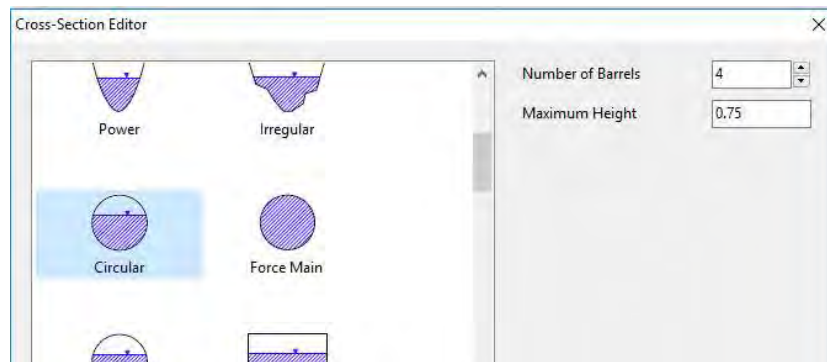 Cross-Section Editor
Number of Barrels 4
Maximum Height 0.75
Power Irregular
Circular Force Main